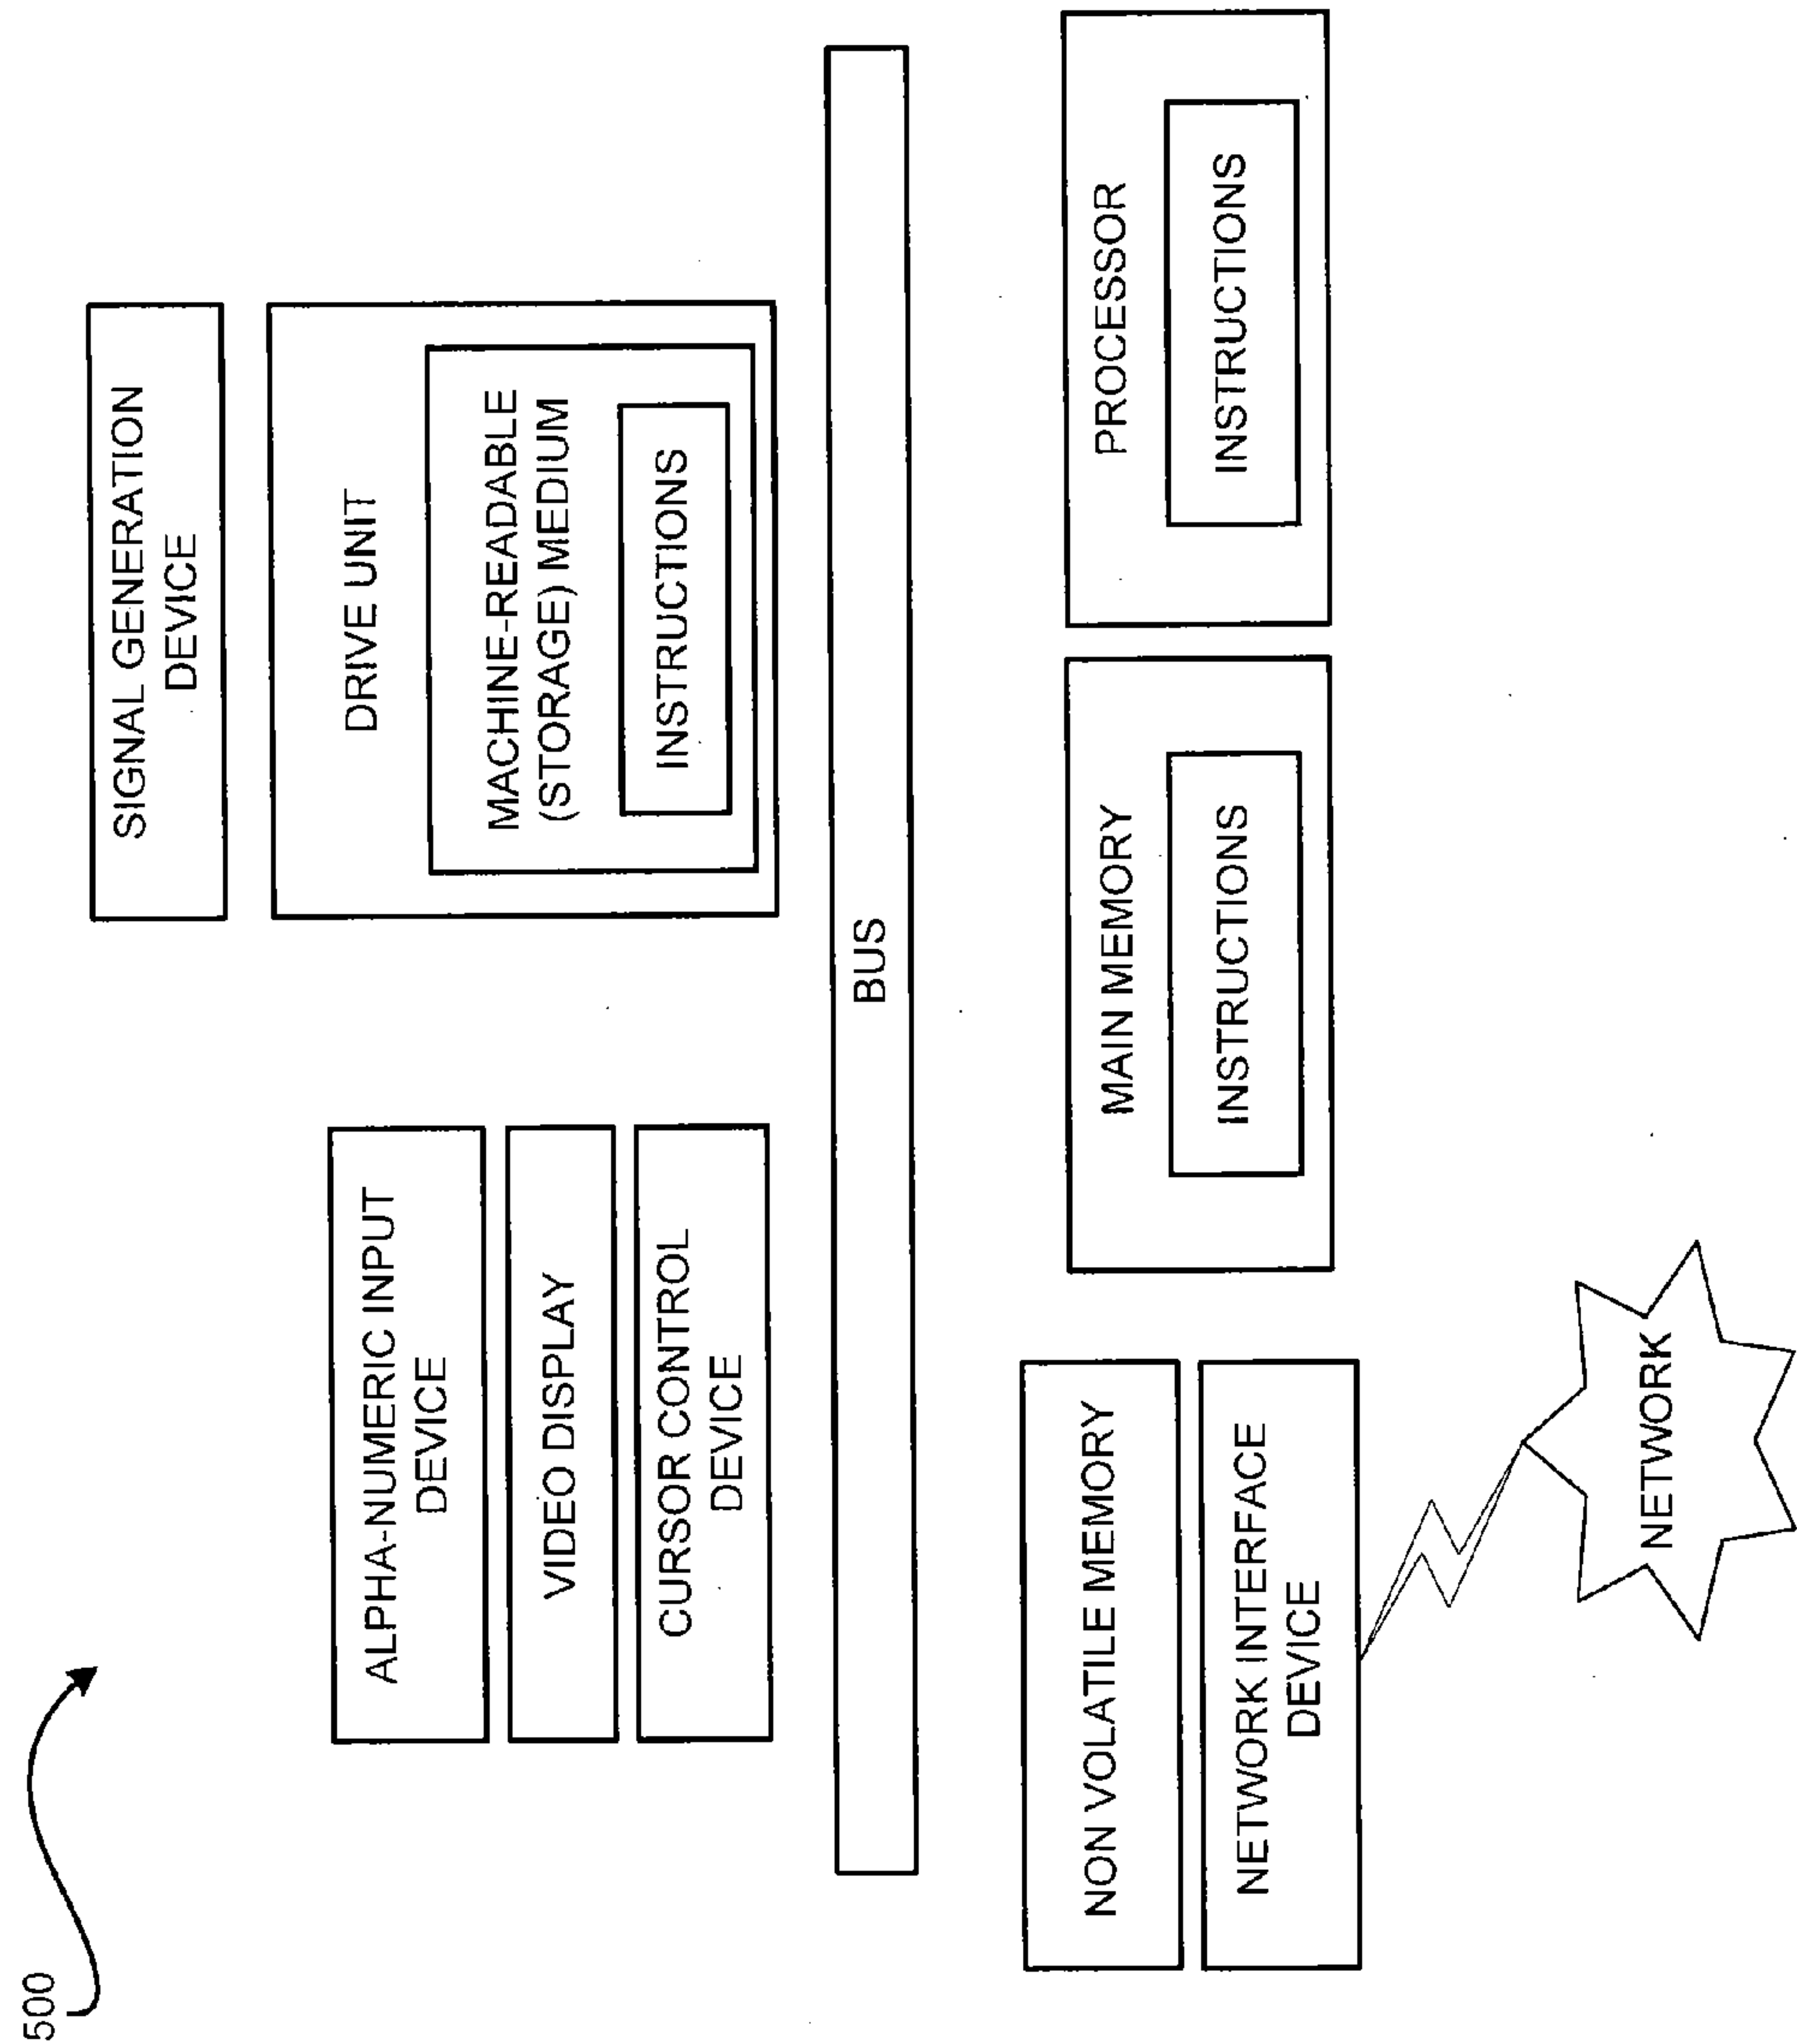 500
ALPHA-NUMERIC INPUT
DEVICE
VIDEO DISPLAY
CURSOR CONTROL
DEVICE
SIGNAL GENERATION
DEVICE
DRIVE UNIT
MACHINE-READABLE
(STORAGE) MEDIUM
INSTRUCTIONS
BUS
NON VOLATILE MEMORY
NETWORK INTERFACE
DEVICE
MAIN MEMORY
INSTRUCTIONS
PROCESSOR
INSTRUCTIONS
NETWORK